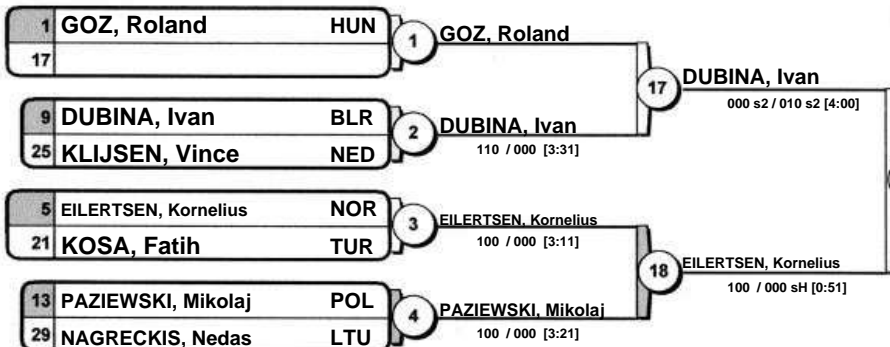 1 GOZ, Roland HUN
17
1 GOZ, Roland
9 DUBINA, Ivan BLR
25 KLIJSEN, Vince NED
2 DUBINA, Ivan
110 / 000 [3:31]
17 DUBINA, Ivan
000 s2 / 010 s2 [4:00]
5 EILERTSEN, Kornelius NOR
21 KOSA, Fatih TUR
3 EILERTSEN, Kornelius
100 / 000 [3:11]
13 PAZIEWSKI, Mikolaj POL
29 NAGRECKIS, Nedas LTU
4 PAZIEWSKI, Mikolaj
100 / 000 [3:21]
18 EILERTSEN, Kornelius
100 / 000 sH [0:51]